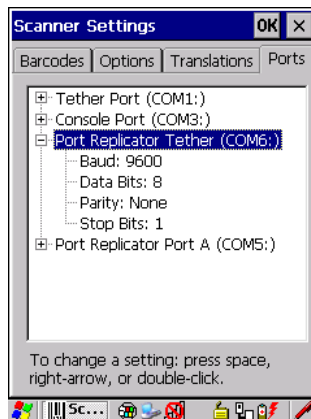 Scanner Settings OK ×
Barcodes Options Translations Ports
Tether Port (COM1:)
Console Port (COM3:)
Port Replicator Tether (COM6:)
Baud: 9600
Data Bits: 8
Parity: None
Stop Bits: 1
Port Replicator Port A (COM5:)
To change a setting: press space,
right-arrow, or double-click.
Sc...